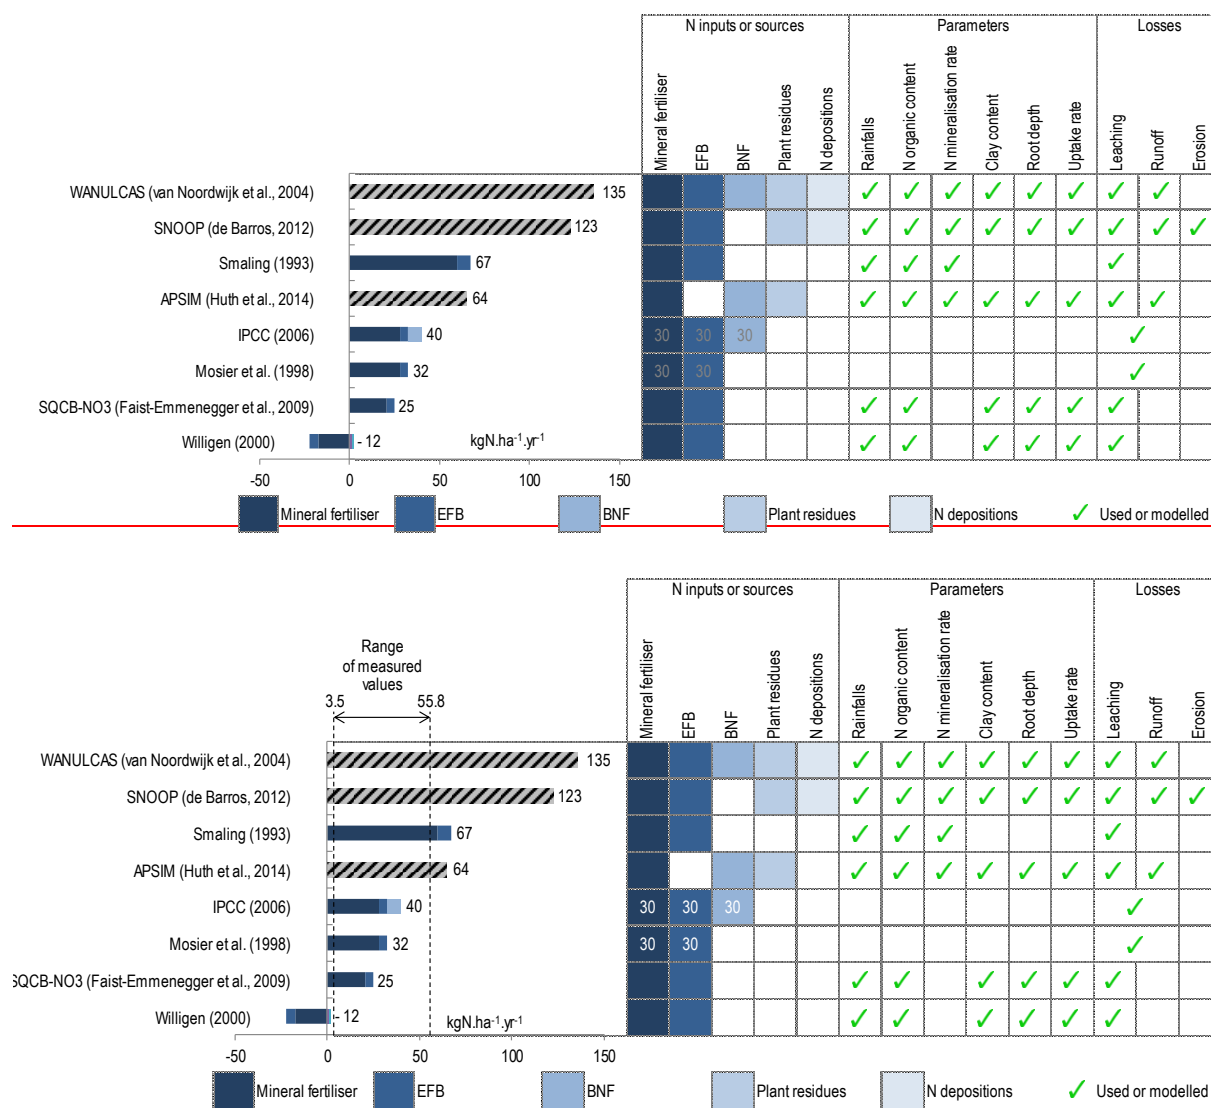 N inputs or sources Parameters Losses
Mineral fertiliser
EFB
BNF
Plant residues
N depositions
Rainfalls
N organic content
N mineralisation rate
Clay content
Root depth
Uptake rate
Leaching
Runoff
Erosion
WANULCAS (van Noordwijk et al., 2004) 135 ✓ ✓ ✓ ✓ ✓ ✓ ✓ ✓
SNOOP (de Barros, 2012) 123 ✓ ✓ ✓ ✓ ✓ ✓ ✓ ✓ ✓
Smaling (1993) 67 ✓ ✓ ✓ ✓
APSIM (Huth et al., 2014) 64 ✓ ✓ ✓ ✓ ✓ ✓ ✓ ✓
IPCC (2006) 40 30 30 30 ✓
Mosier et al. (1998) 32 30 30 ✓
SQCB-NO3 (Faist-Emmenegger et al., 2009) 25 ✓ ✓ ✓ ✓ ✓ ✓
Willigen (2000) - 12 kgN.ha⁻¹.yr⁻¹ ✓ ✓ ✓ ✓ ✓ ✓
-50 0 50 100 150
Mineral fertiliser EFB BNF Plant residues N depositions ✓ Used or modelled
N inputs or sources Parameters Losses
Mineral fertiliser
EFB
BNF
Plant residues
N depositions
Rainfalls
N organic content
N mineralisation rate
Clay content
Root depth
Uptake rate
Leaching
Runoff
Erosion
Range
of measured
values
3.5 55.8
WANULCAS (van Noordwijk et al., 2004) 135 ✓ ✓ ✓ ✓ ✓ ✓ ✓ ✓
SNOOP (de Barros, 2012) 123 ✓ ✓ ✓ ✓ ✓ ✓ ✓ ✓ ✓
Smaling (1993) 67 ✓ ✓ ✓ ✓
APSIM (Huth et al., 2014) 64 ✓ ✓ ✓ ✓ ✓ ✓ ✓ ✓
IPCC (2006) 40 30 30 30 ✓
Mosier et al. (1998) 32 30 30 ✓
SQCB-NO3 (Faist-Emmenegger et al., 2009) 25 ✓ ✓ ✓ ✓ ✓ ✓
Willigen (2000) - 12 kgN.ha⁻¹.yr⁻¹ ✓ ✓ ✓ ✓ ✓ ✓
-50 0 50 100 150
Mineral fertiliser EFB BNF Plant residues N depositions ✓ Used or modelled